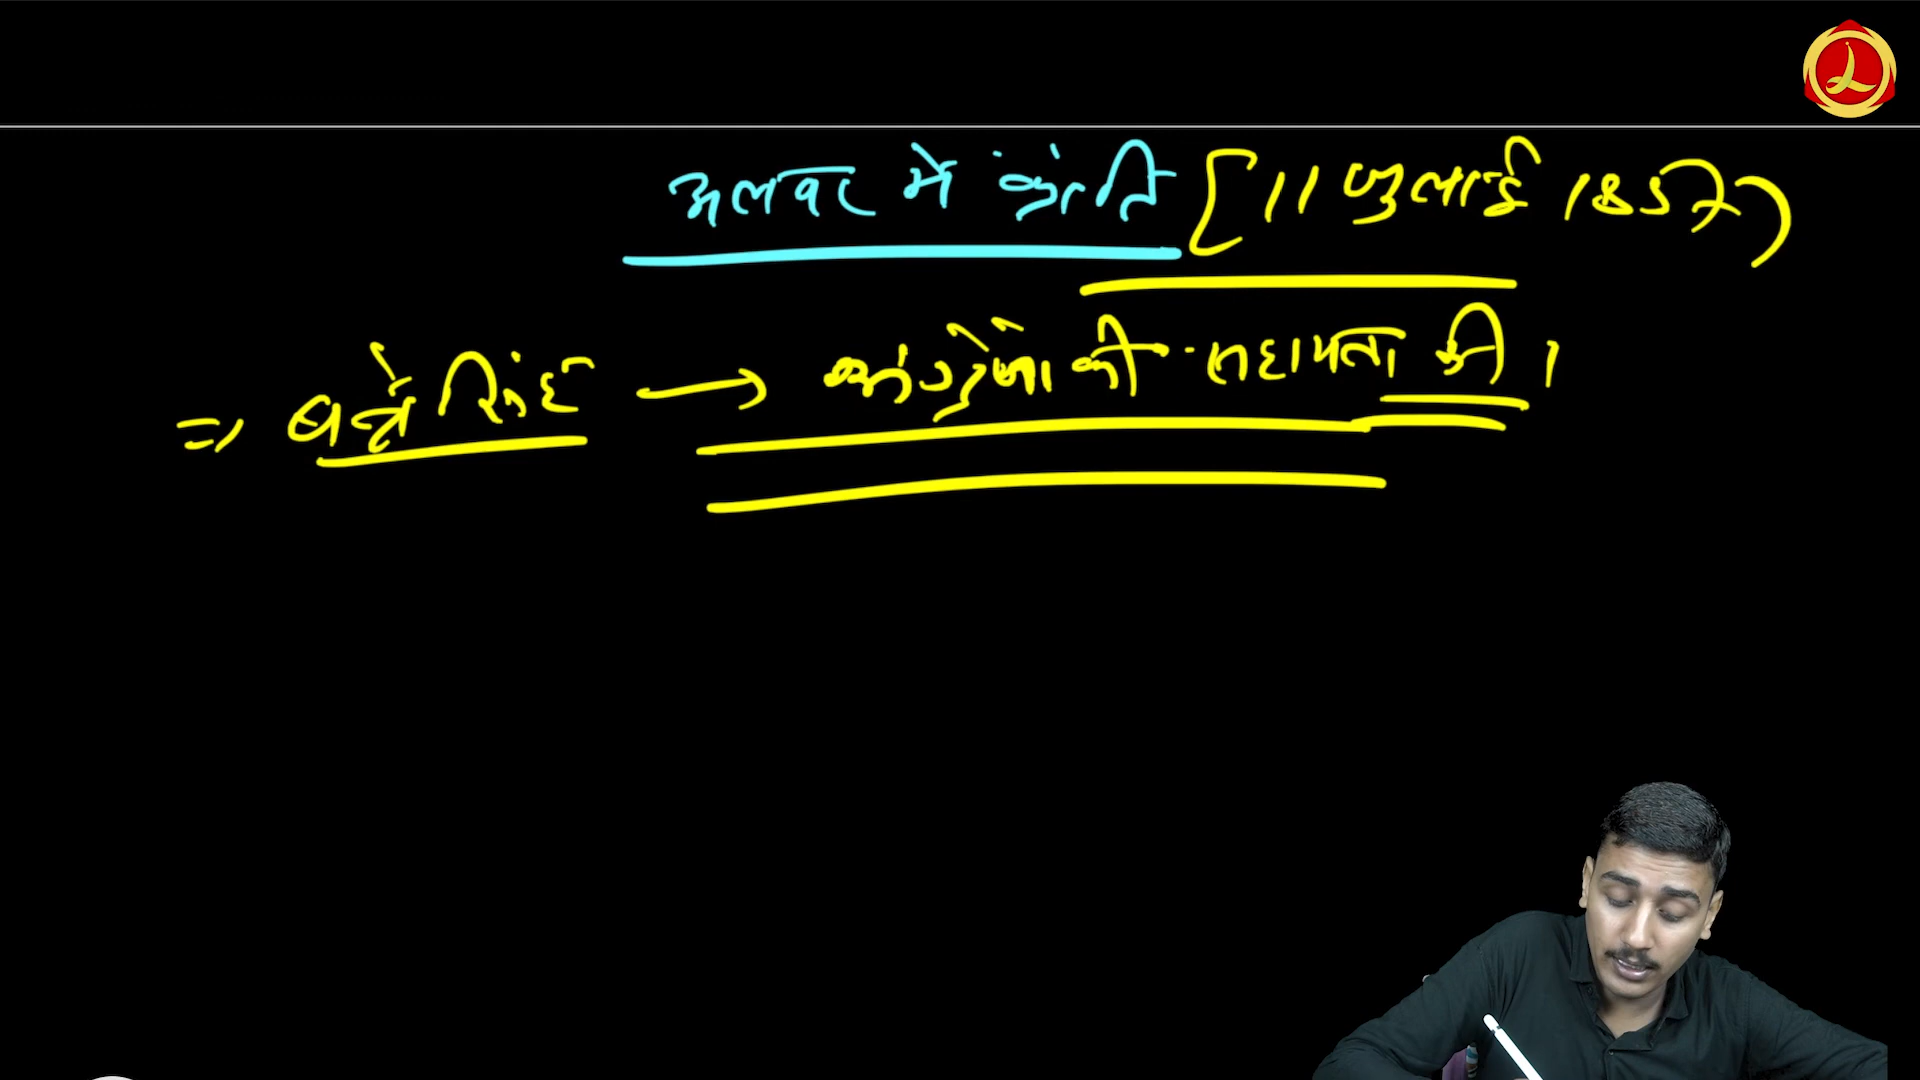 अलवर में क्रांति [11 जुलाई 1857)
=> बन्ने सिंह → अंग्रेजों की सहायता की ।